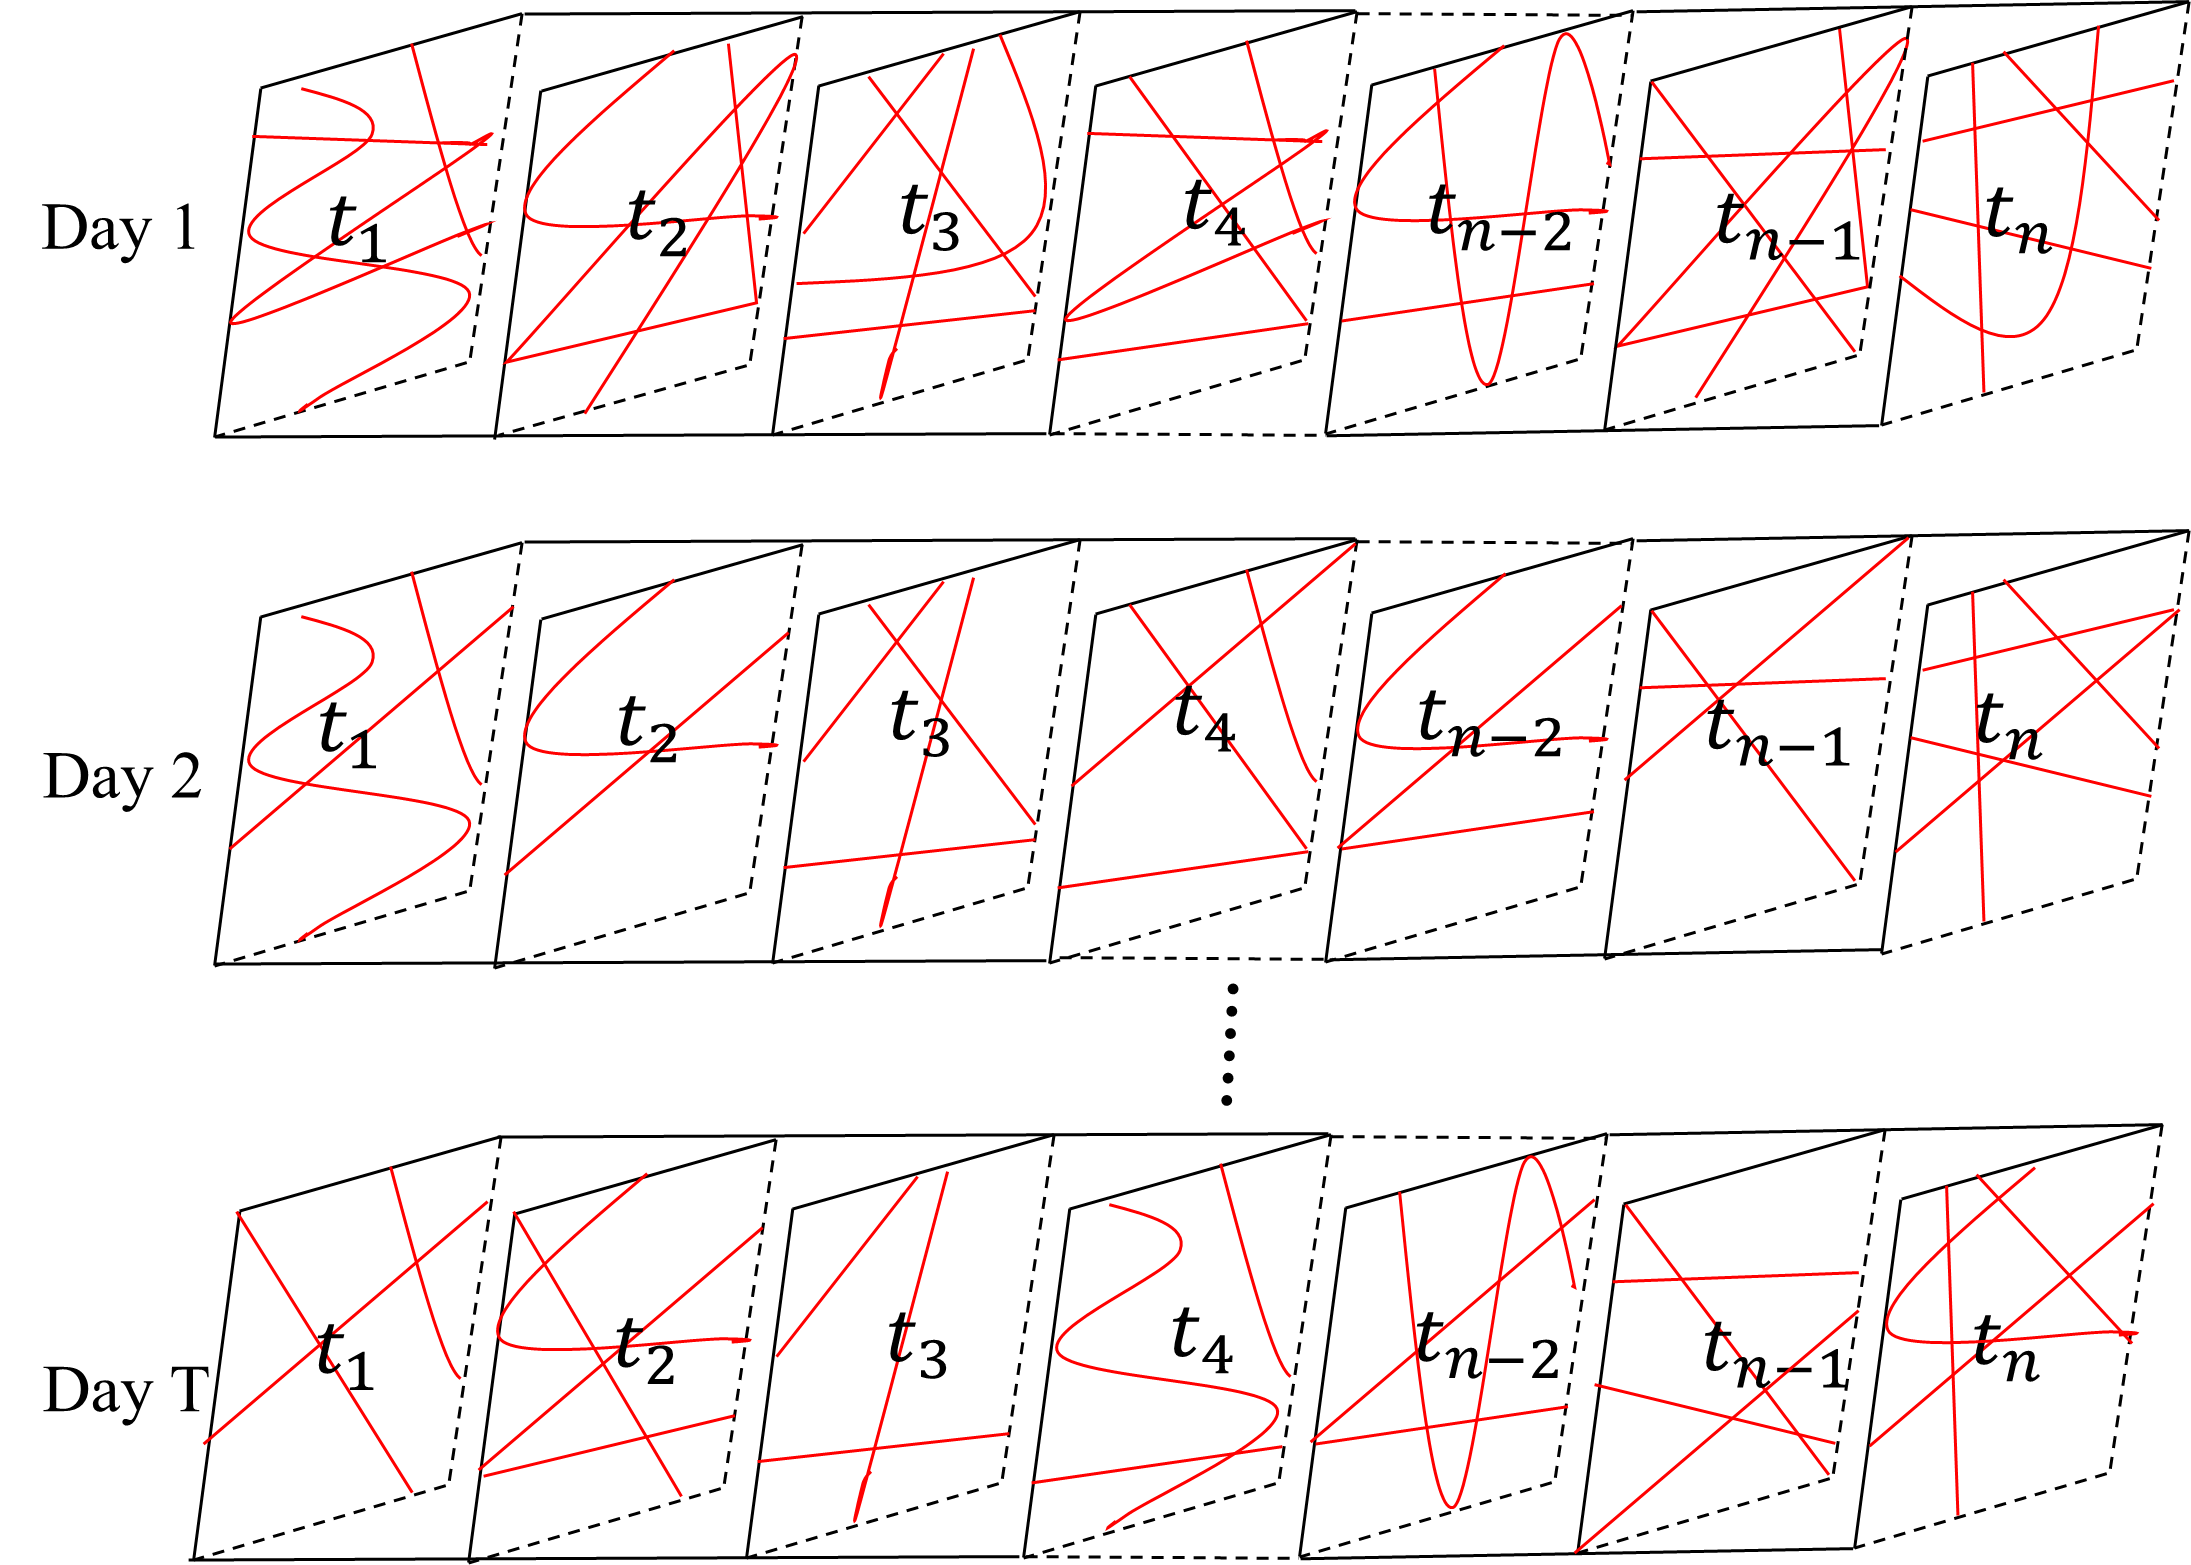 Day 1 t₁ t₂ t₃ t₄ tₙ₋₂ tₙ₋₁ tₙ
Day 2 t₁ t₂ t₃ t₄ tₙ₋₂ tₙ₋₁ tₙ
Day T t₁ t₂ t₃ t₄ tₙ₋₂ tₙ₋₁ tₙ